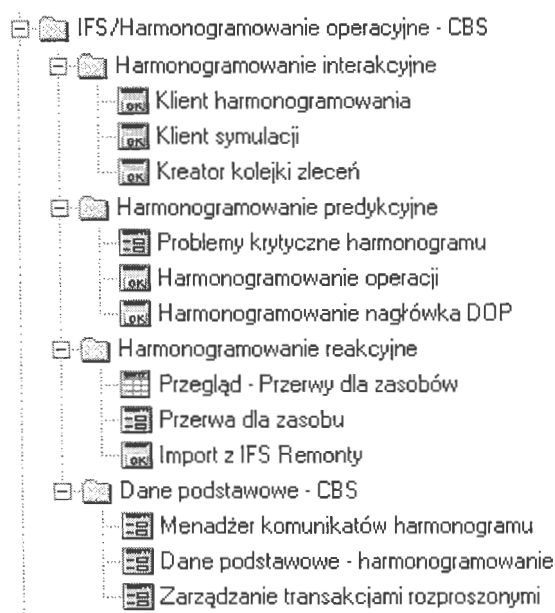 IFS/Harmonogramowanie operacyjne - CBS
Harmonogramowanie interakcyjne
Klient harmonogramowania
Klient symulacji
Kreator kolejki zleceń
Harmonogramowanie predykcyjne
Problemy krytyczne harmonogramu
Harmonogramowanie operacji
Harmonogramowanie nagłówka DOP
Harmonogramowanie reakcyjne
Przegląd - Przerwy dla zasobów
Przerwa dla zasobu
Import z IFS Remonty
Dane podstawowe - CBS
Menadżer komunikatów harmonogramu
Dane podstawowe - harmonogramowanie
Zarządzanie transakcjami rozproszonymi